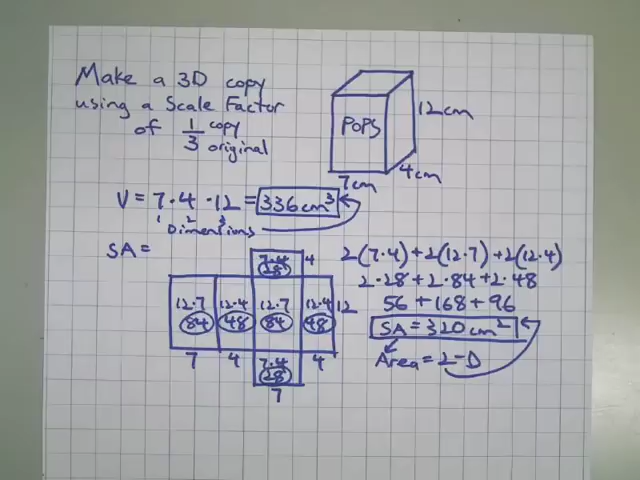 Make a 3D copy
using a Scale Factor
of 1/3 copy
original
POPS
12cm
7cm
4cm
V = 7.4.12 = 336cm³
1 2 3
Dimensions
SA =
2(7.4)+2(12.7)+2(12.4)
2.28+2.84+2.48
56+168+96
SA=320cm²
Area=2-D
7.4 4
28
12.7 12.4 12.7 12.4 12
84 48 84 48
7 4 7.4 4
28
7